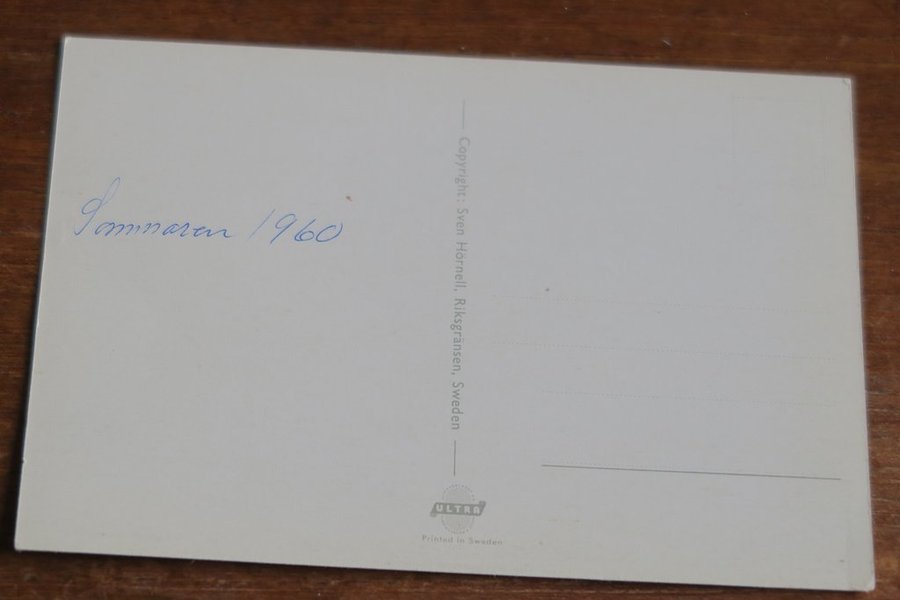 Sommaren 1960
Copyright: Sven Hörnell, Riksgränsen, Sweden
ULTRA
Printed in Sweden